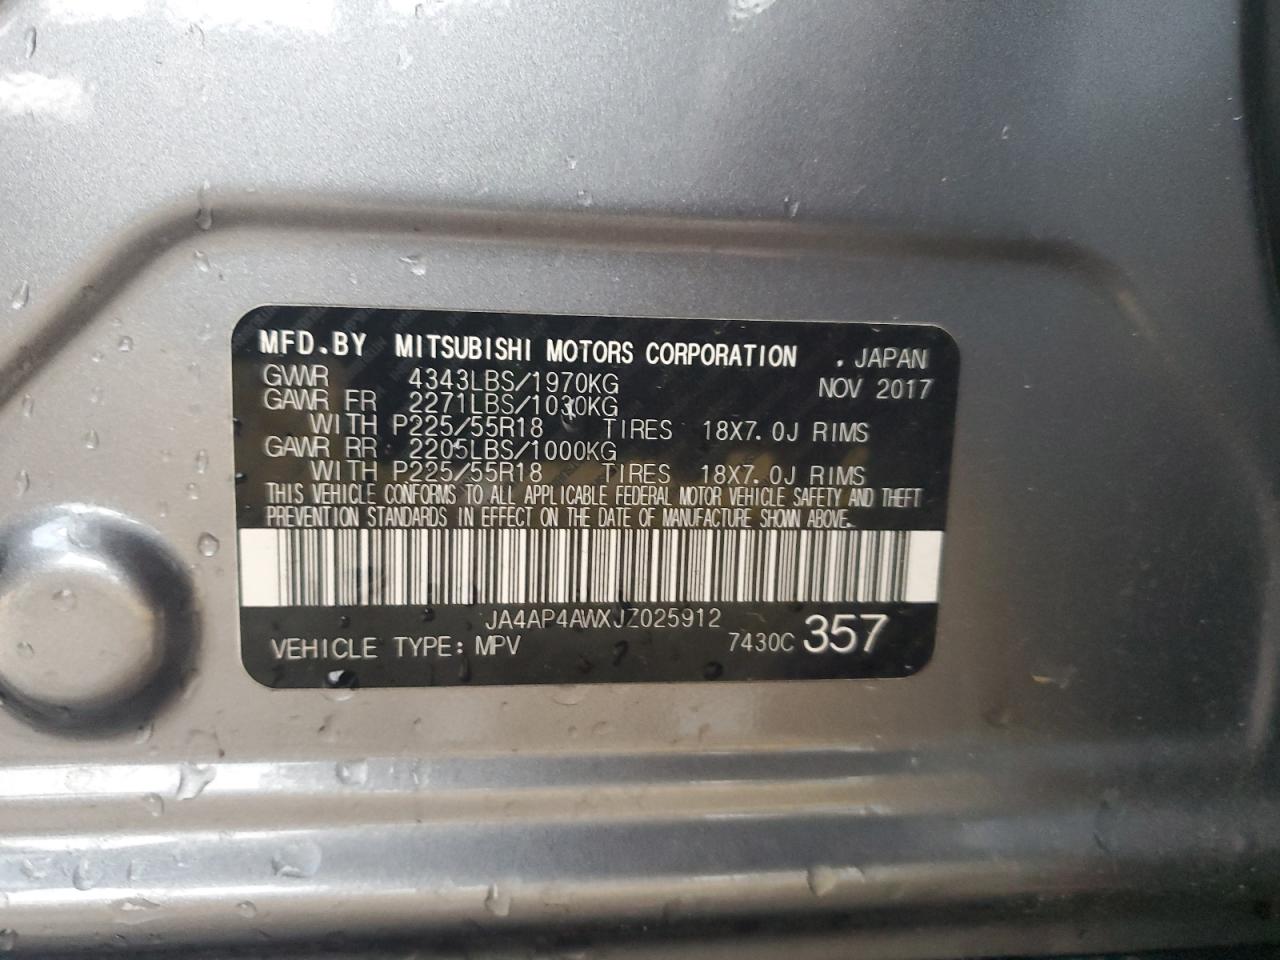 MFD.BY MITSUBISHI MOTORS CORPORATION . JAPAN
GWR 4343LBS/1970KG NOV 2017
GAWR FR 2271LBS/1030KG
WITH P225/55R18 TIRES 18X7.0J RIMS
GAWR RR 2205LBS/1000KG
WITH P225/55R18 TIRES 18X7.0J RIMS
THIS VEHICLE CONFORMS TO ALL APPLICABLE FEDERAL MOTOR VEHICLE SAFETY AND THEFT
PREVENTION STANDARDS IN EFFECT ON THE DATE OF MANUFACTURE SHOWN ABOVE.
JA4AP4AWXJZ025912
VEHICLE TYPE: MPV 7430C 357